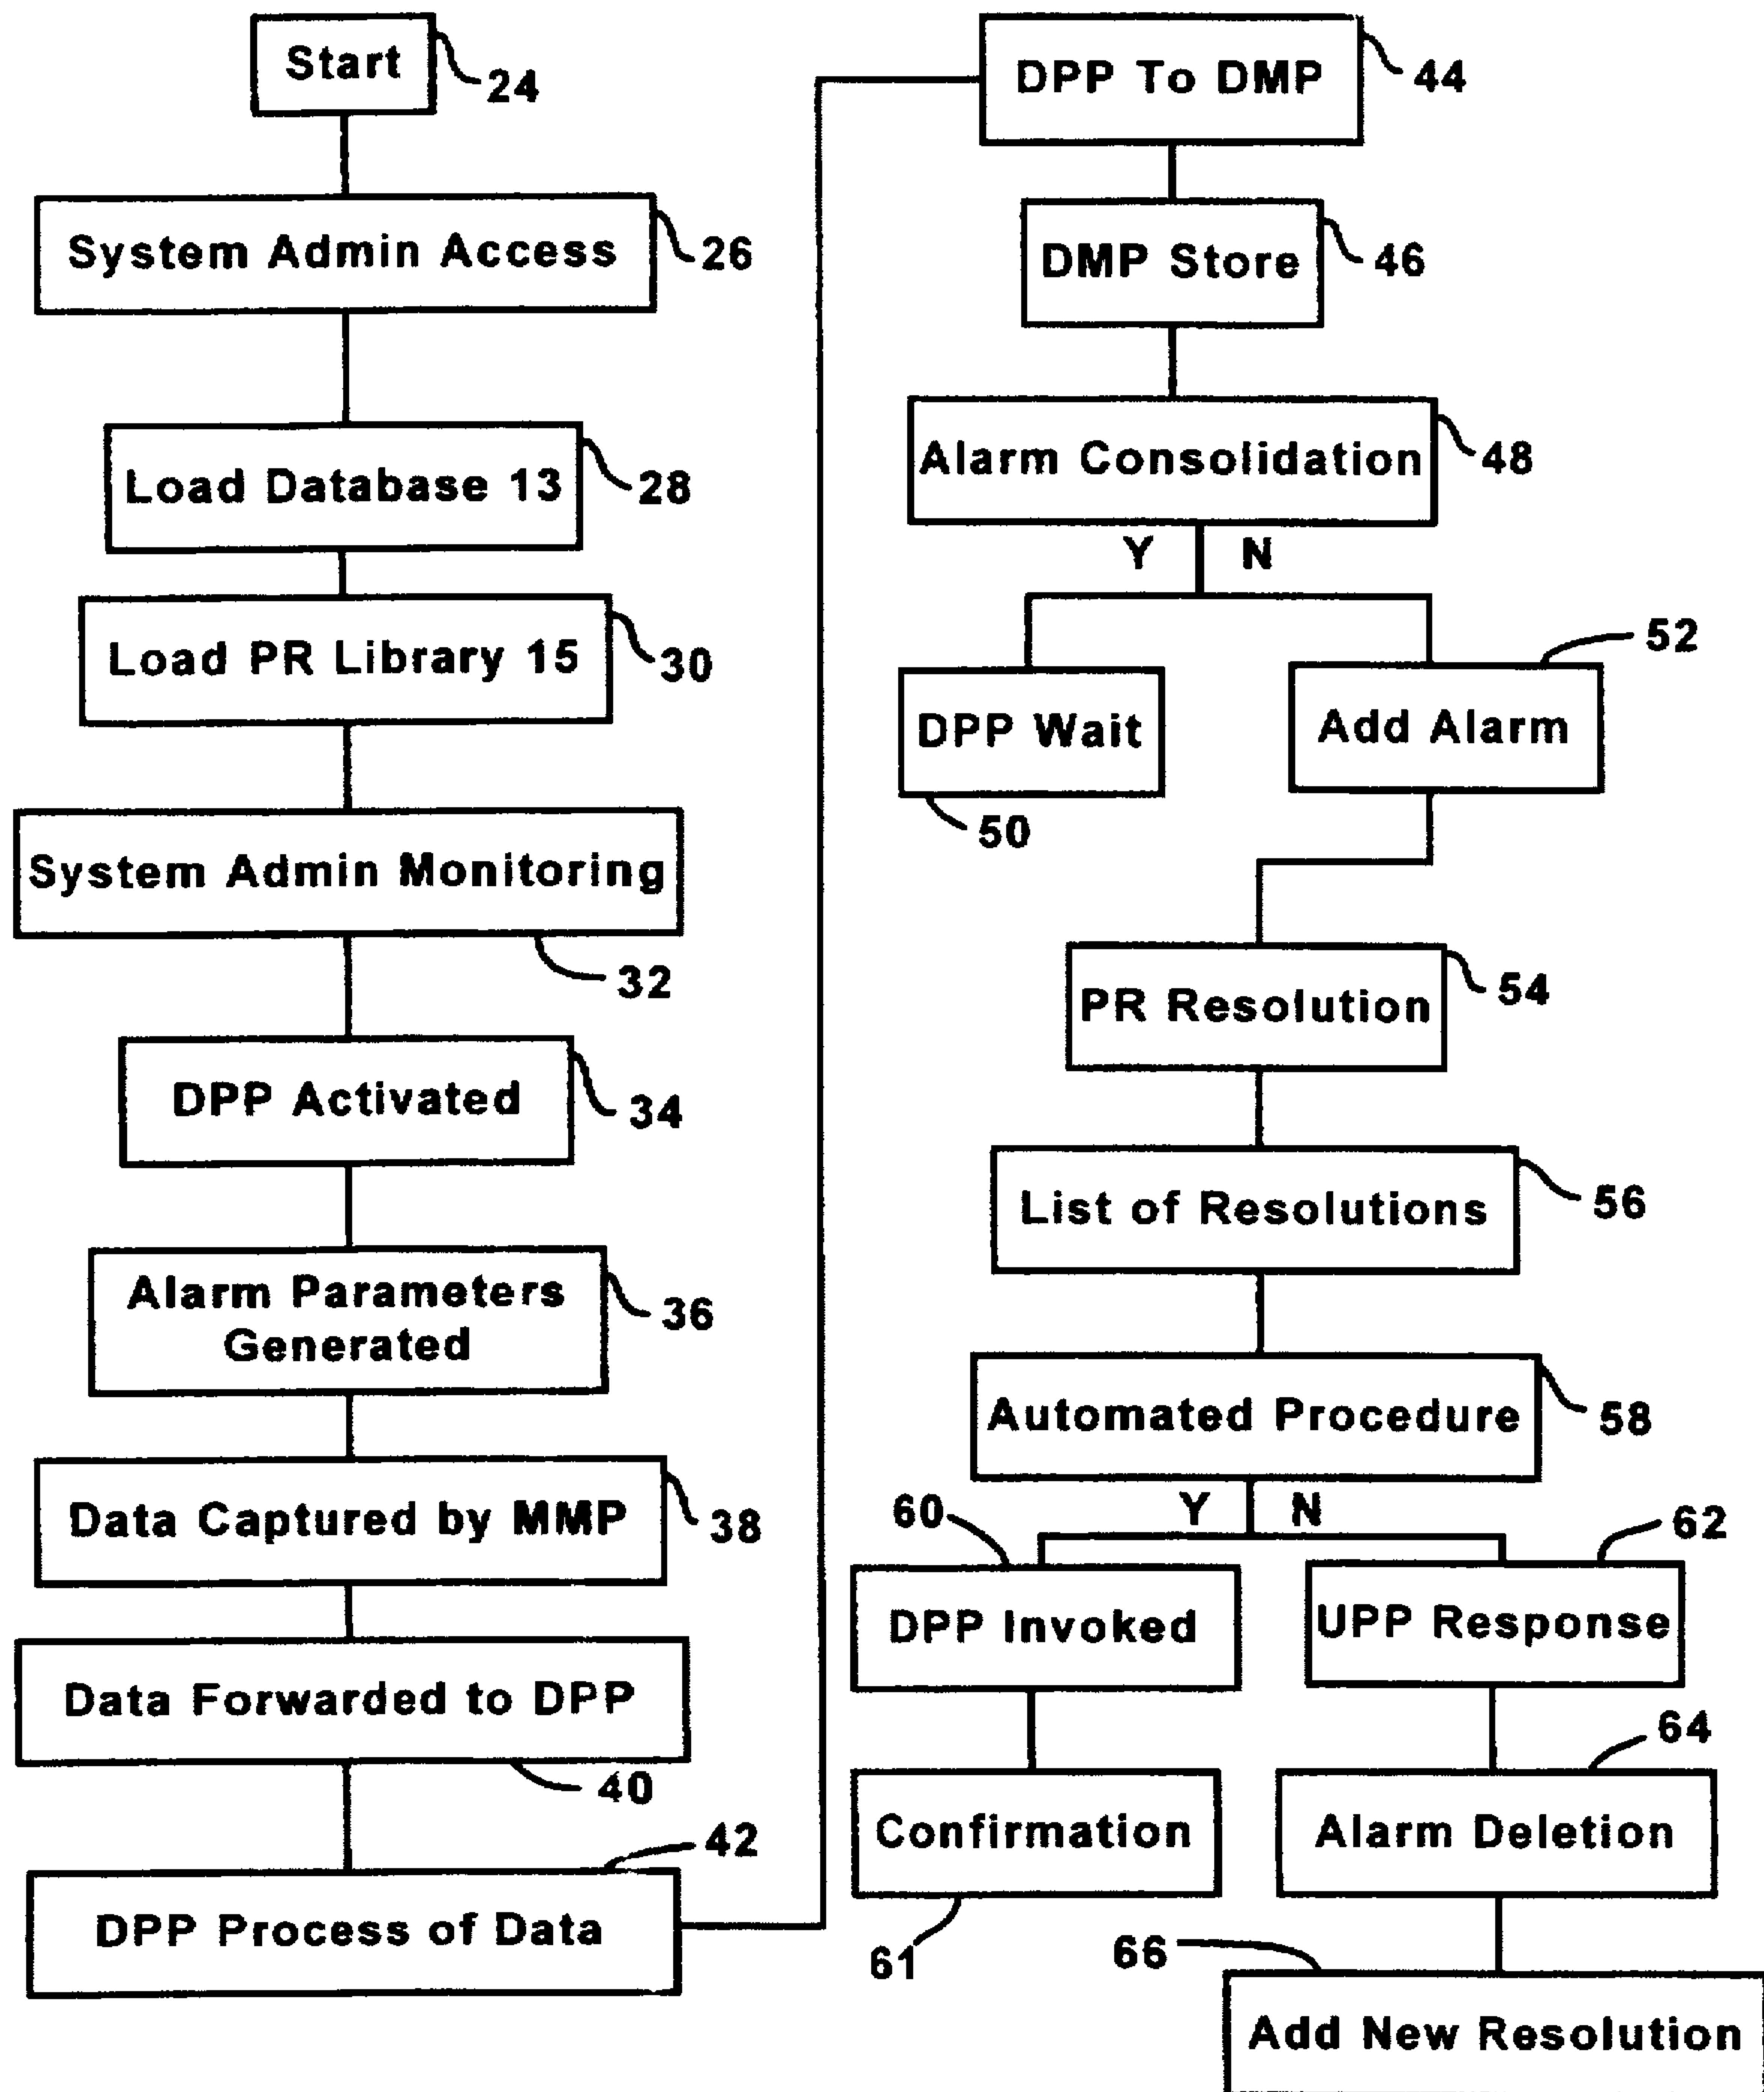 Start
24
System Admin Access
26
Load Database 13
28
Load PR Library 15
30
System Admin Monitoring
32
DPP Activated
34
Alarm Parameters
Generated
36
Data Captured by MMP
38
Data Forwarded to DPP
40
42
DPP Process of Data
DPP To DMP
44
DMP Store
46
Alarm Consolidation
48
Y N
52
DPP Wait
Add Alarm
50
PR Resolution
54
List of Resolutions
56
Automated Procedure
58
Y N
60
62
DPP Invoked
UPP Response
64
Confirmation
Alarm Deletion
61
66
Add New Resolution